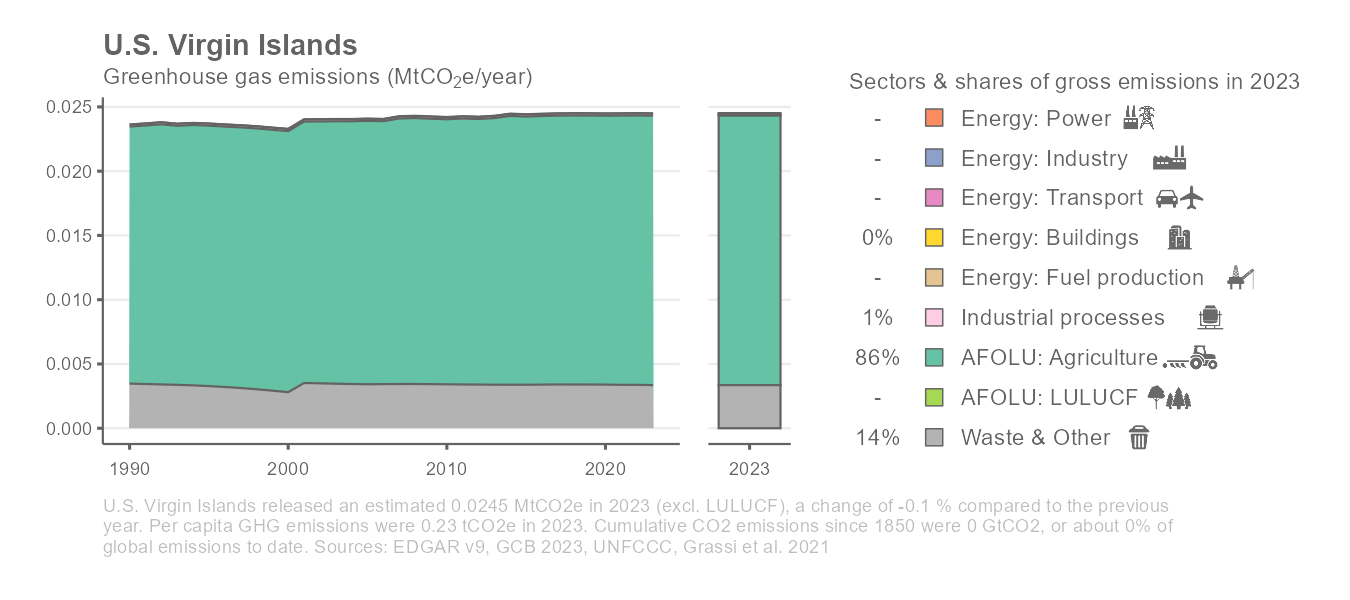 U.S. Virgin Islands
Greenhouse gas emissions (MtCO₂e/year)
Sectors & shares of gross emissions in 2023
0.025
0.020
0.015
0.010
0.005
0.000
1990 2000 2010 2020 2023
- Energy: Power
- Energy: Industry
- Energy: Transport
0% Energy: Buildings
- Energy: Fuel production
1% Industrial processes
86% AFOLU: Agriculture
- AFOLU: LULUCF
14% Waste & Other
U.S. Virgin Islands released an estimated 0.0245 MtCO2e in 2023 (excl. LULUCF), a change of -0.1 % compared to the previous
year. Per capita GHG emissions were 0.23 tCO2e in 2023. Cumulative CO2 emissions since 1850 were 0 GtCO2, or about 0% of
global emissions to date. Sources: EDGAR v9, GCB 2023, UNFCCC, Grassi et al. 2021